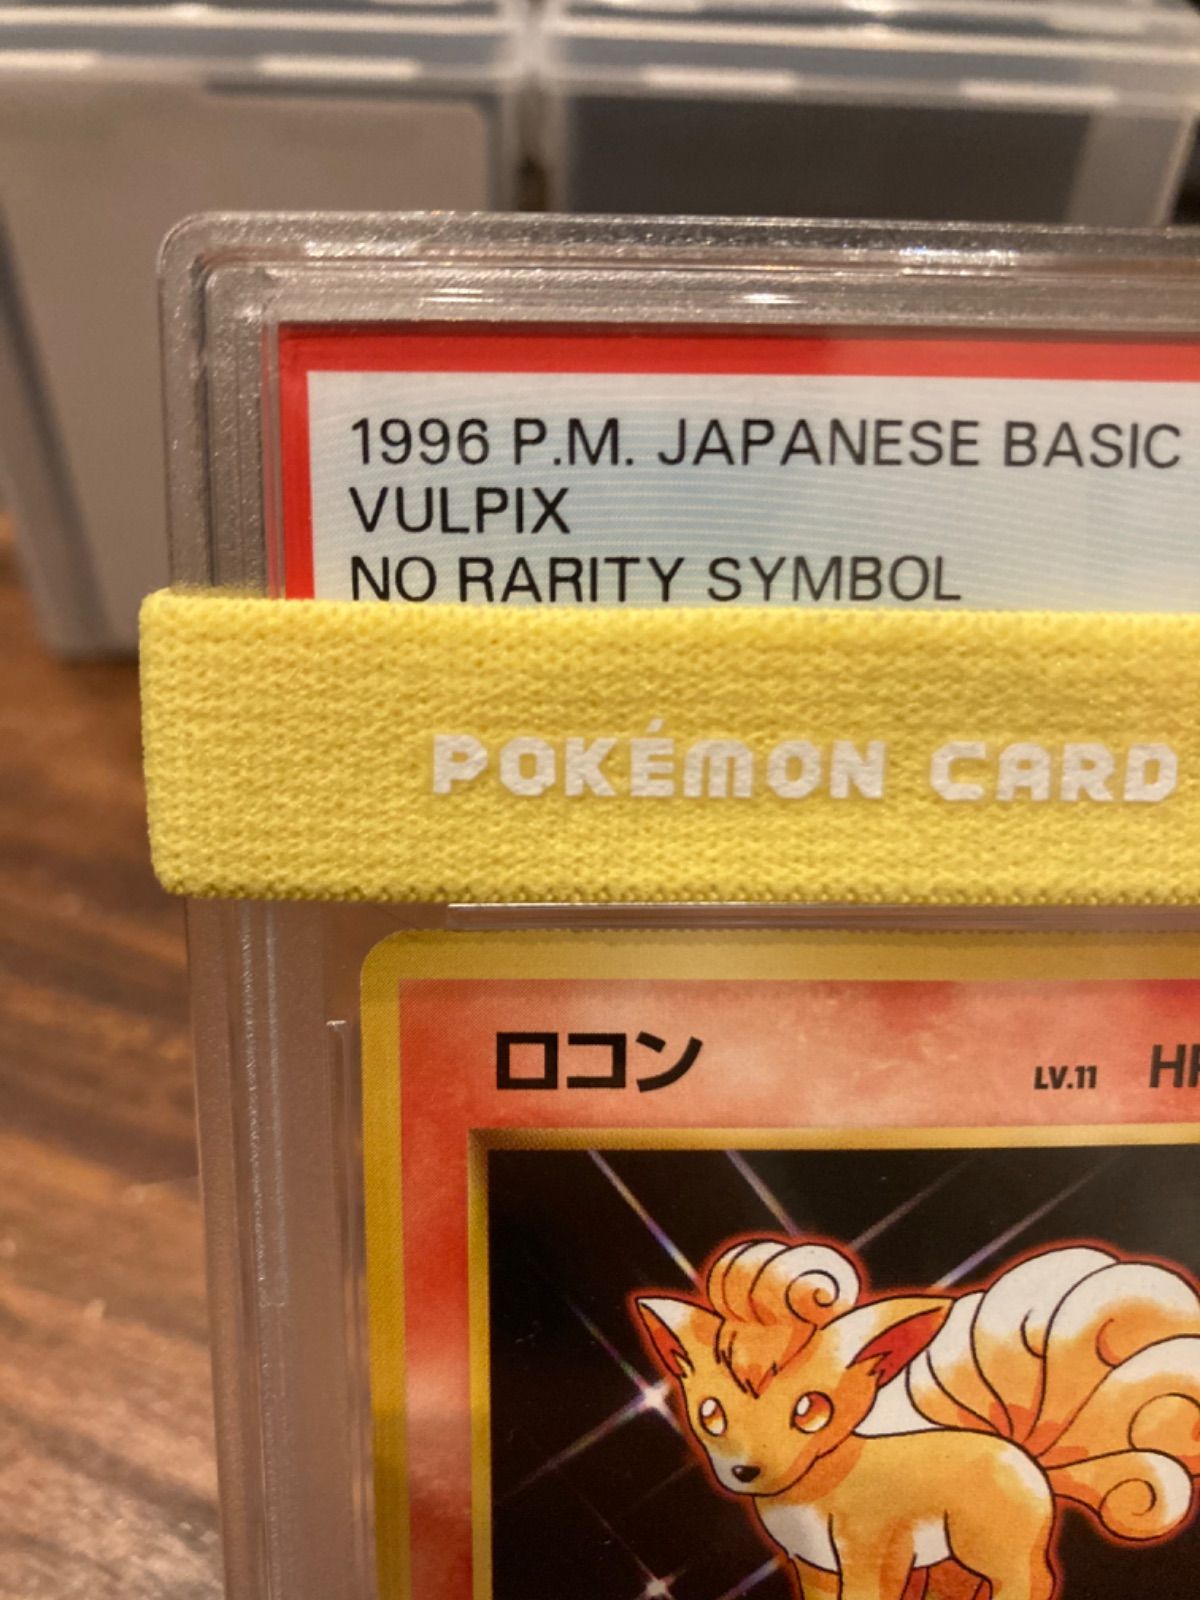 1996 P.M. JAPANESE BASIC
VULPIX
NO RARITY SYMBOL
POKÉMON CARD
ロコン LV.11